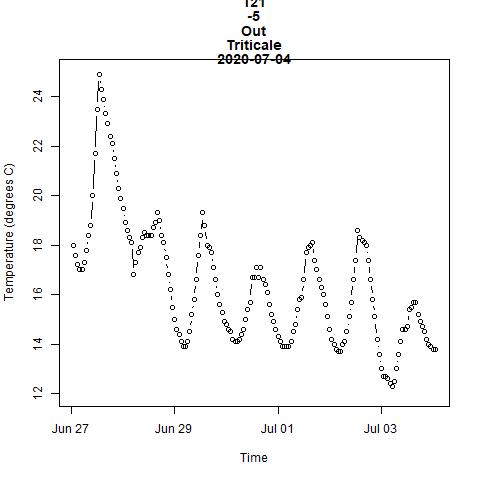 121
-5
Out
Triticale
2020-07-04
Temperature (degrees C)
24
22
20
18
16
14
12
Jun 27
Jun 29
Jul 01
Jul 03
Time